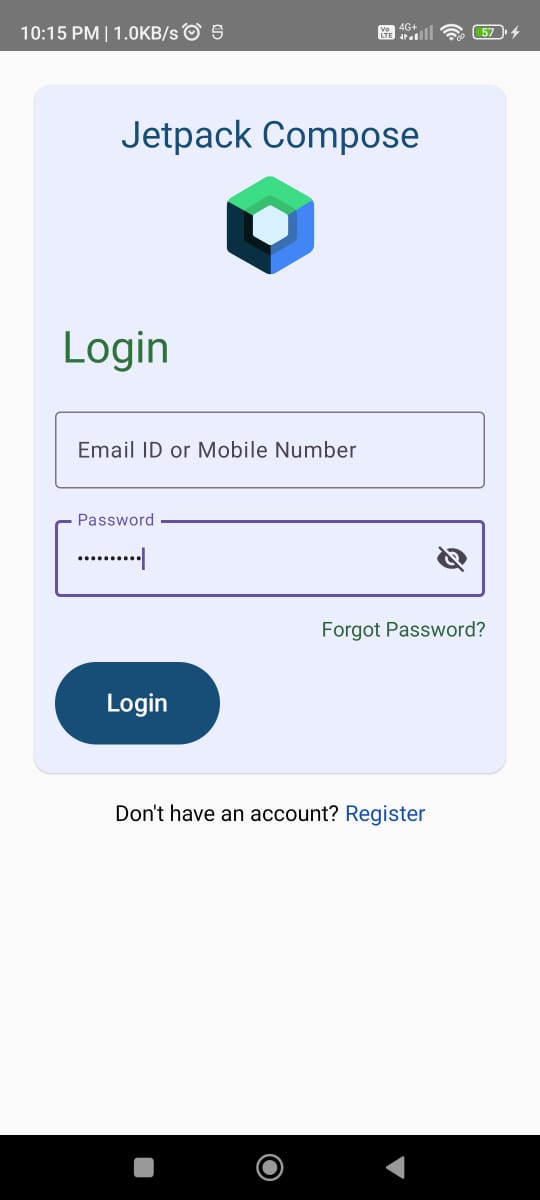 10:15 PM | 1.0KB/s
Vo LTE 4G+ 57
Jetpack Compose
Login
Email ID or Mobile Number
Password
••••••••••
Forgot Password?
Login
Don't have an account? Register